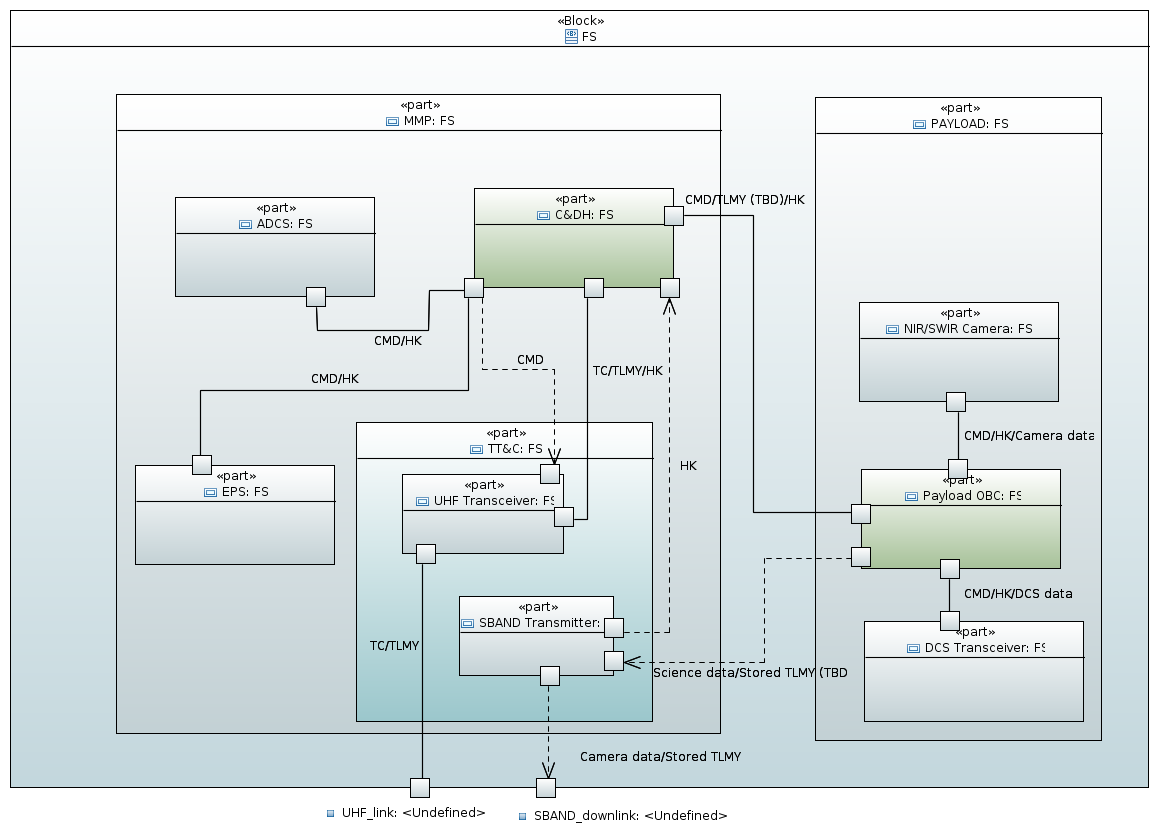 «Block»
FS
«part»
MMP: FS
«part»
PAYLOAD: FS
«part»
ADCS: FS
«part»
C&DH: FS
CMD/TLMY (TBD)/HK
«part»
NIR/SWIR Camera: FS
CMD/HK
CMD
TC/TLMY/HK
CMD/HK
«part»
TT&C: FS
CMD/HK/Camera data
HK
«part»
EPS: FS
«part»
UHF Transceiver: FS
«part»
Payload OBC: FS
CMD/HK/DCS data
«part»
SBAND Transmitter:
«part»
DCS Transceiver: FS
TC/TLMY
Science data/Stored TLMY (TBD
Camera data/Stored TLMY
UHF_link: <Undefined>
SBAND_downlink: <Undefined>